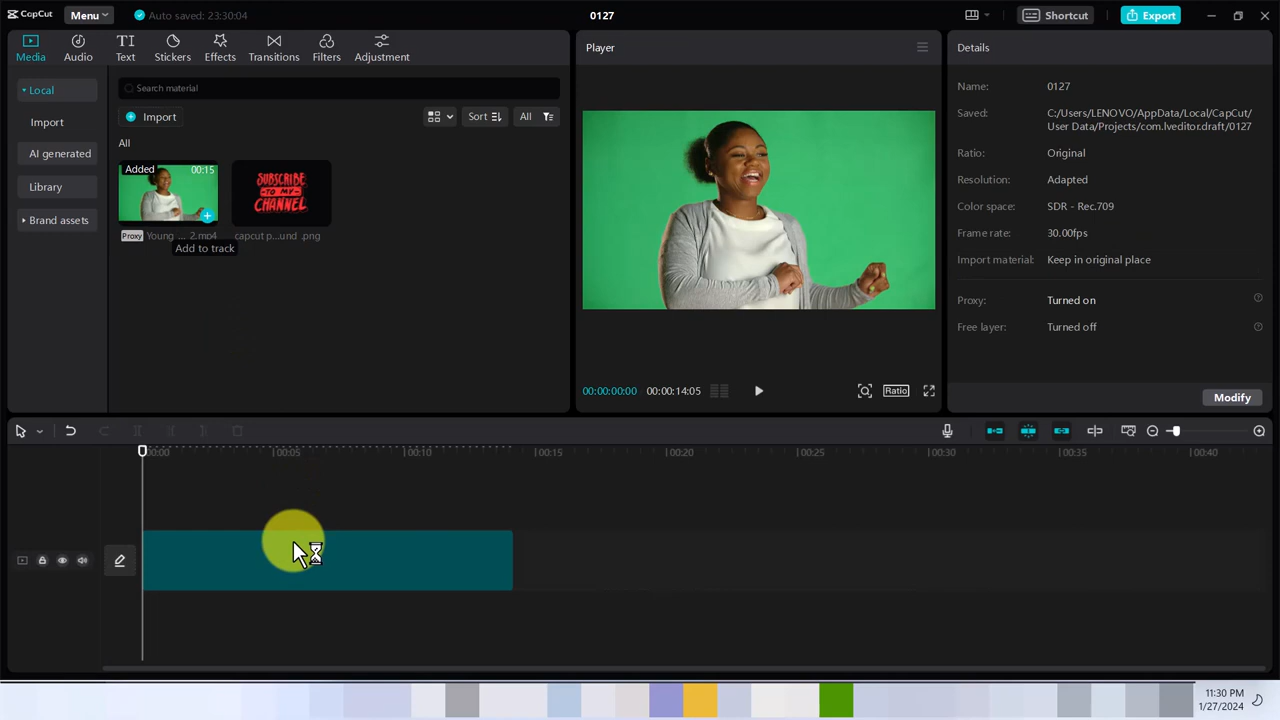 CapCut
Menu
Auto saved: 23:30:04
0127
Shortcut
Export
Media
Audio
Text
Stickers
Effects
Transitions
Filters
Adjustment
Local
Import
AI generated
Library
Brand assets
Search material
Import
Sort
All
All
Added
00:15
SUBSCRIBE
TO MY
CHANNEL
Proxy
Young ... 2.mp4
capcut p...und .png
Add to track
Player
00:00:00:00
00:00:14:05
Ratio
Details
Name:
0127
Saved:
C:/Users/LENOVO/AppData/Local/CapCut/
User Data/Projects/com.lveditor.draft/0127
Ratio:
Original
Resolution:
Adapted
Color space:
SDR - Rec.709
Frame rate:
30.00fps
Import material:
Keep in original place
Proxy:
Turned on
Free layer:
Turned off
Modify
00:00
00:05
00:10
00:15
00:20
00:25
00:30
00:35
00:40
11:30 PM
1/27/2024